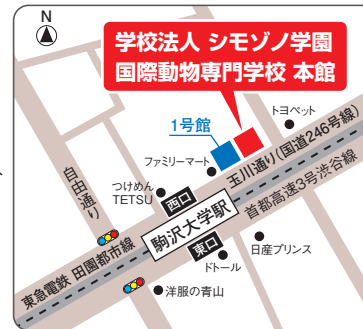 N
学校法人 シモゾノ学園
国際動物専門学校 本館
トヨペット
1号館
ファミリーマート
玉川通り(国道246号線)
首都高速3号渋谷線
自由通り
つけめん
TETSU
西口
駒沢大学駅
東口
日産プリンス
ドトール
東急電鉄 田園都市線
洋服の青山